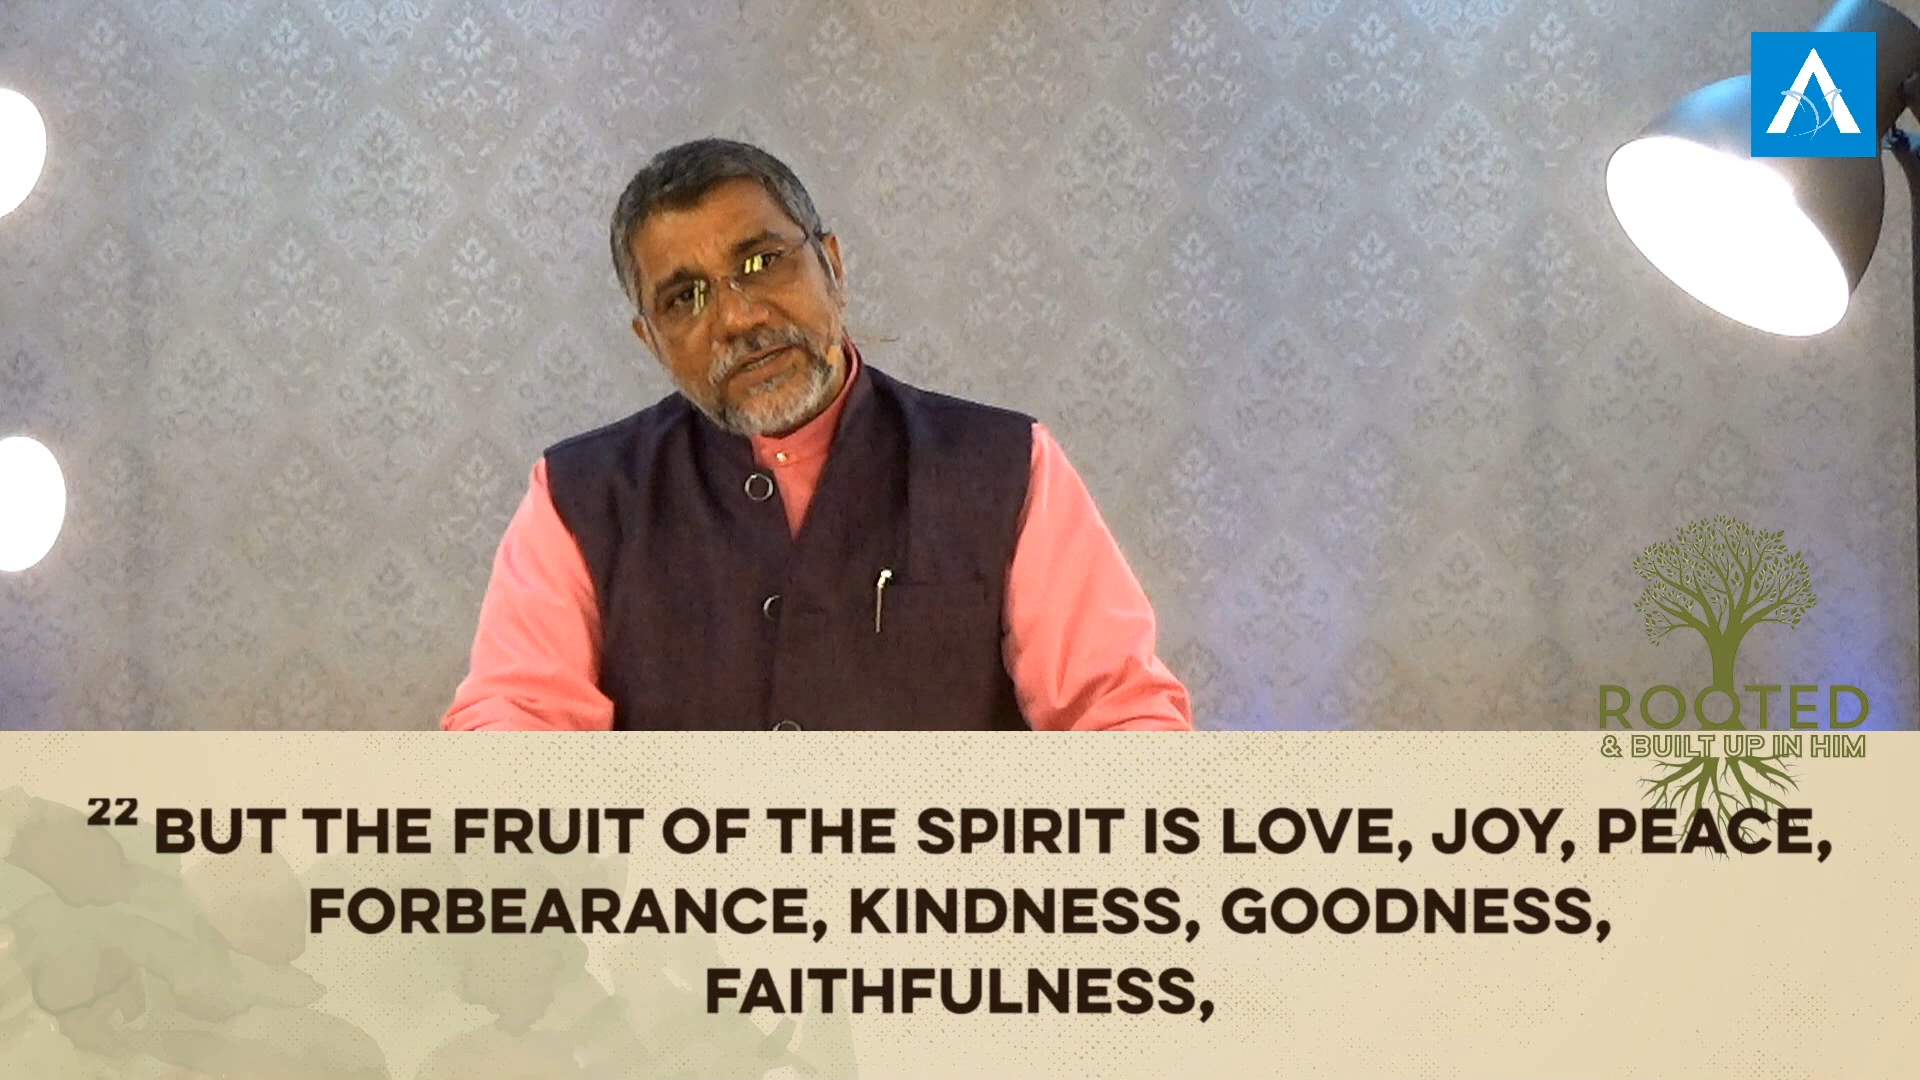 ROOTED
& BUILT UP IN HIM
²² BUT THE FRUIT OF THE SPIRIT IS LOVE, JOY, PEACE,
FORBEARANCE, KINDNESS, GOODNESS,
FAITHFULNESS,